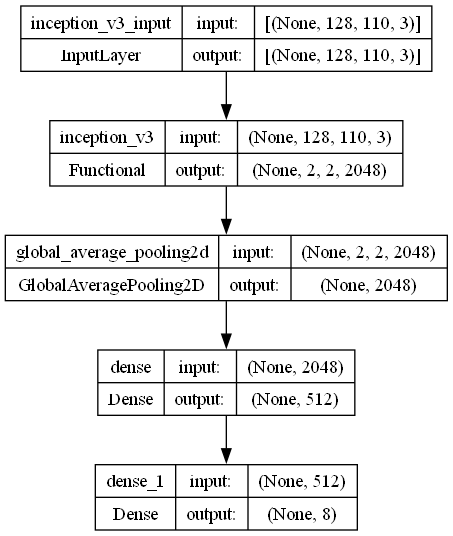 inception_v3_input input: [(None, 128, 110, 3)]
InputLayer output: [(None, 128, 110, 3)]
inception_v3 input: (None, 128, 110, 3)
Functional output: (None, 2, 2, 2048)
global_average_pooling2d input: (None, 2, 2, 2048)
GlobalAveragePooling2D output: (None, 2048)
dense input: (None, 2048)
Dense output: (None, 512)
dense_1 input: (None, 512)
Dense output: (None, 8)